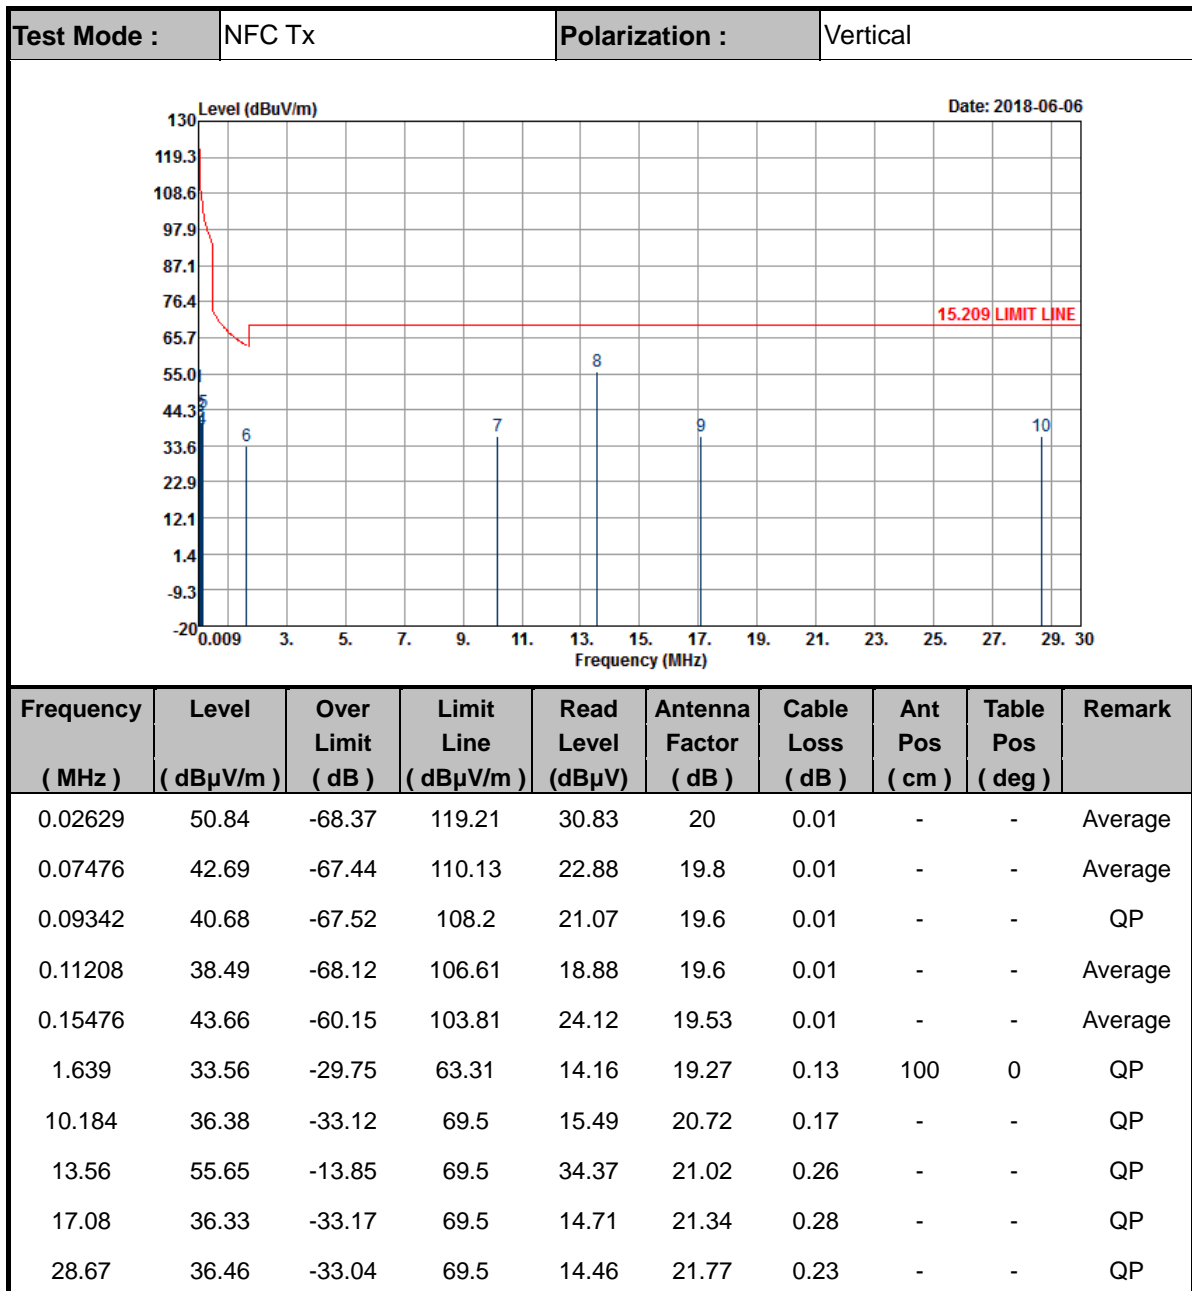 Test Mode : NFC Tx Polarization : Vertical
Level (dBuV/m) Date: 2018-06-06
130
119.3
108.6
97.9
87.1
76.4
15.209 LIMIT LINE
65.7
8
55.0
5
44.3
7 9 10
6
33.6
22.9
12.1
1.4
-9.3
-20
0.009 3. 5. 7. 9. 11. 13. 15. 17. 19. 21. 23. 25. 27. 29. 30
Frequency (MHz)
Frequency Level Over Limit Read Antenna Cable Ant Table Remark
Limit Line Level Factor Loss Pos Pos
( MHz ) ( dBµV/m ) ( dB ) ( dBµV/m ) (dBµV) ( dB ) ( dB ) ( cm ) ( deg )
0.02629 50.84 -68.37 119.21 30.83 20 0.01 - - Average
0.07476 42.69 -67.44 110.13 22.88 19.8 0.01 - - Average
0.09342 40.68 -67.52 108.2 21.07 19.6 0.01 - - QP
0.11208 38.49 -68.12 106.61 18.88 19.6 0.01 - - Average
0.15476 43.66 -60.15 103.81 24.12 19.53 0.01 - - Average
1.639 33.56 -29.75 63.31 14.16 19.27 0.13 100 0 QP
10.184 36.38 -33.12 69.5 15.49 20.72 0.17 - - QP
13.56 55.65 -13.85 69.5 34.37 21.02 0.26 - - QP
17.08 36.33 -33.17 69.5 14.71 21.34 0.28 - - QP
28.67 36.46 -33.04 69.5 14.46 21.77 0.23 - - QP